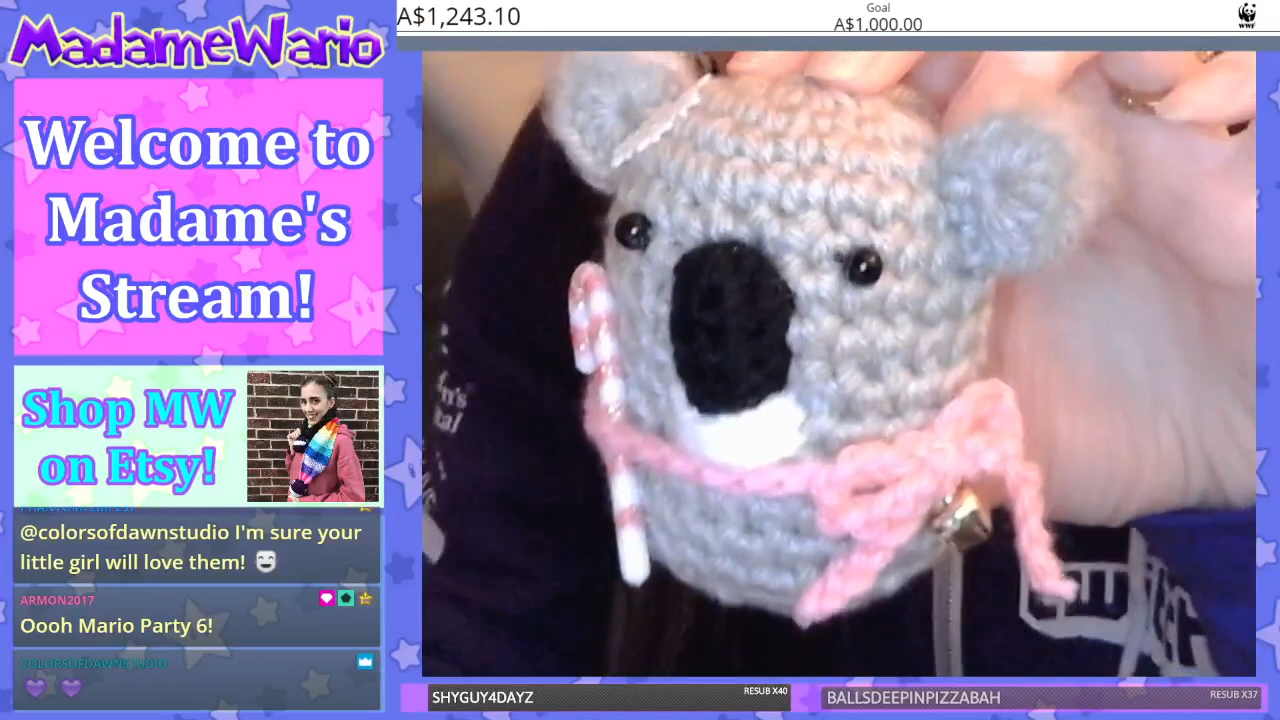 MadameWario
A$1,243.10
Goal
A$1,000.00
WWF
Welcome to
Madame's
Stream!
Shop MW
on Etsy!
@colorsofdawnstudio I'm sure your
little girl will love them!
ARMON2017
Oooh Mario Party 6!
COLORSOFDAWNSTUDIO
SHYGUY4DAYZ
RESUB X40
BALLSDEEPINPIZZABAH
RESUB X37